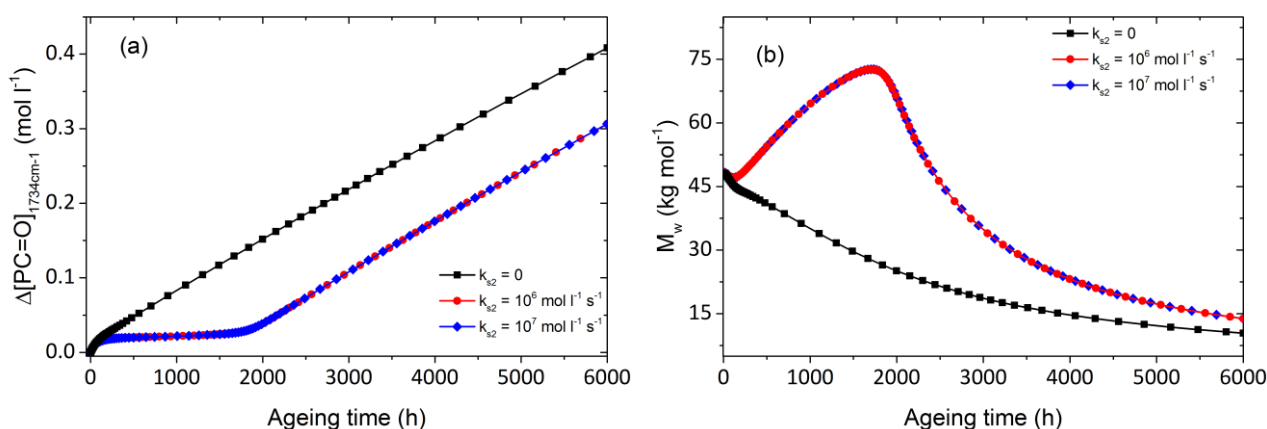 (a)
Δ[PC=O]1734cm-1 (mol l-1)
0.4
0.3
0.2
0.1
0.0
ks2 = 0
ks2 = 10^6 mol l-1 s-1
ks2 = 10^7 mol l-1 s-1
0 1000 2000 3000 4000 5000 6000
Ageing time (h)
(b)
Mw (kg mol-1)
75
60
45
30
15
ks2 = 0
ks2 = 10^6 mol l-1 s-1
ks2 = 10^7 mol l-1 s-1
0 1000 2000 3000 4000 5000 6000
Ageing time (h)